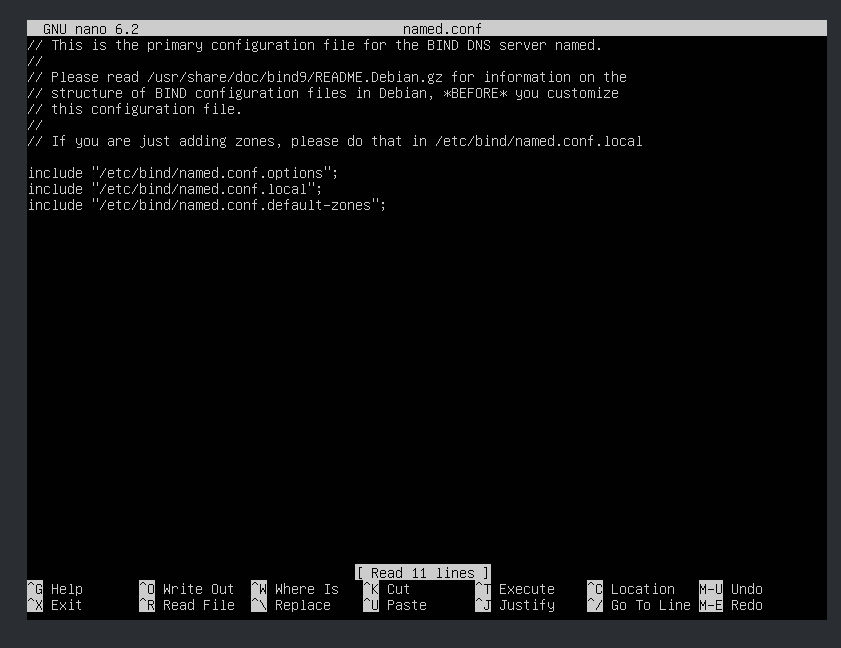 GNU nano 6.2 named.conf
// This is the primary configuration file for the BIND DNS server named.
//
// Please read /usr/share/doc/bind9/README.Debian.gz for information on the
// structure of BIND configuration files in Debian, *BEFORE* you customize
// this configuration file.
//
// If you are just adding zones, please do that in /etc/bind/named.conf.local
include "/etc/bind/named.conf.options";
include "/etc/bind/named.conf.local";
include "/etc/bind/named.conf.default-zones";
[ Read 11 lines ]
^G Help ^O Write Out ^W Where Is ^K Cut ^T Execute ^C Location M-U Undo
^X Exit ^R Read File ^\ Replace ^U Paste ^J Justify ^/ Go To Line M-E Redo